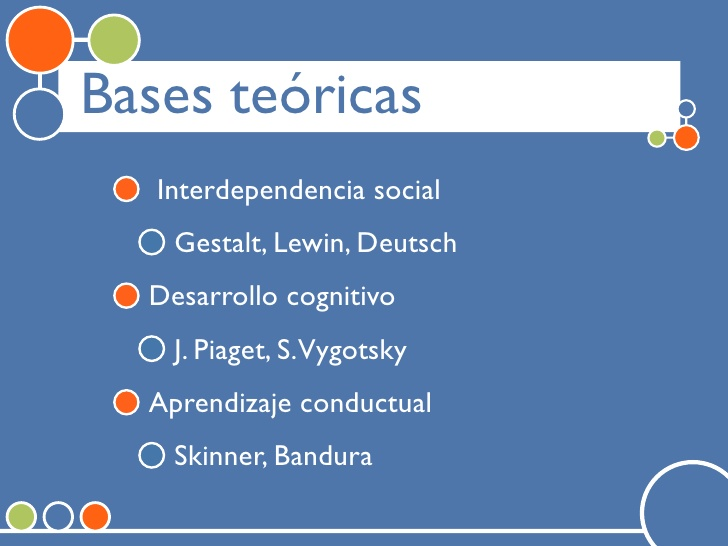 Bases teóricas
Interdependencia social
Gestalt, Lewin, Deutsch
Desarrollo cognitivo
J. Piaget, S.Vygotsky
Aprendizaje conductual
Skinner, Bandura